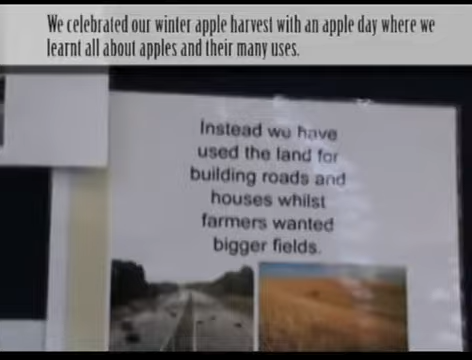 We celebrated our winter apple harvest with an apple day where we
learnt all about apples and their many uses.
Instead we have
used the land for
building roads and
houses whilst
farmers wanted
bigger fields.